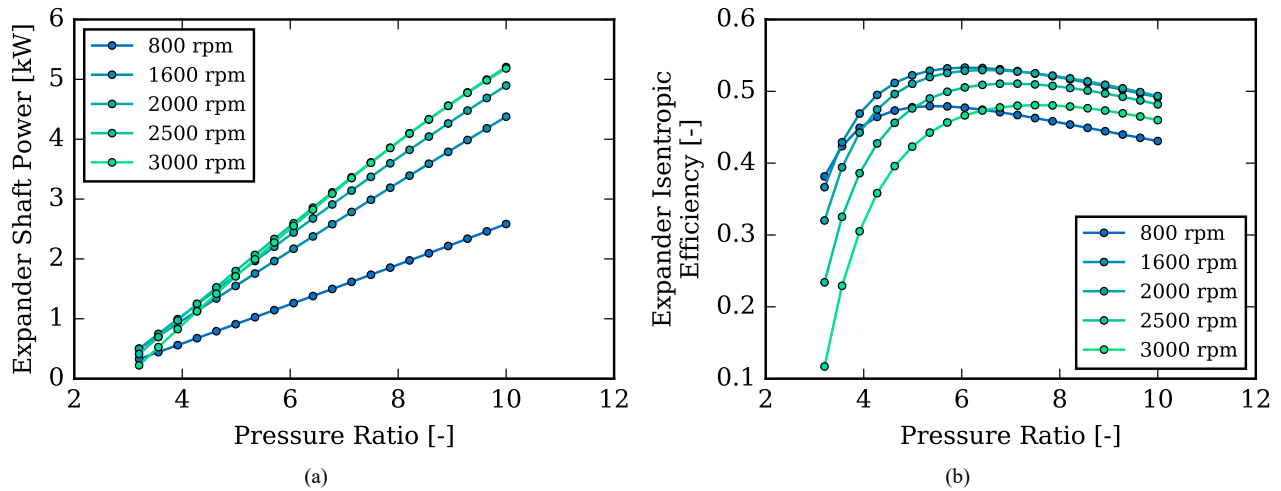 6
5
4
3
2
1
0
Expander Shaft Power [kW]
800 rpm
1600 rpm
2000 rpm
2500 rpm
3000 rpm
2 4 6 8 10 12
Pressure Ratio [-]
(a)
0.6
0.5
0.4
0.3
0.2
0.1
Expander Isentropic
Efficiency [-]
800 rpm
1600 rpm
2000 rpm
2500 rpm
3000 rpm
2 4 6 8 10 12
Pressure Ratio [-]
(b)